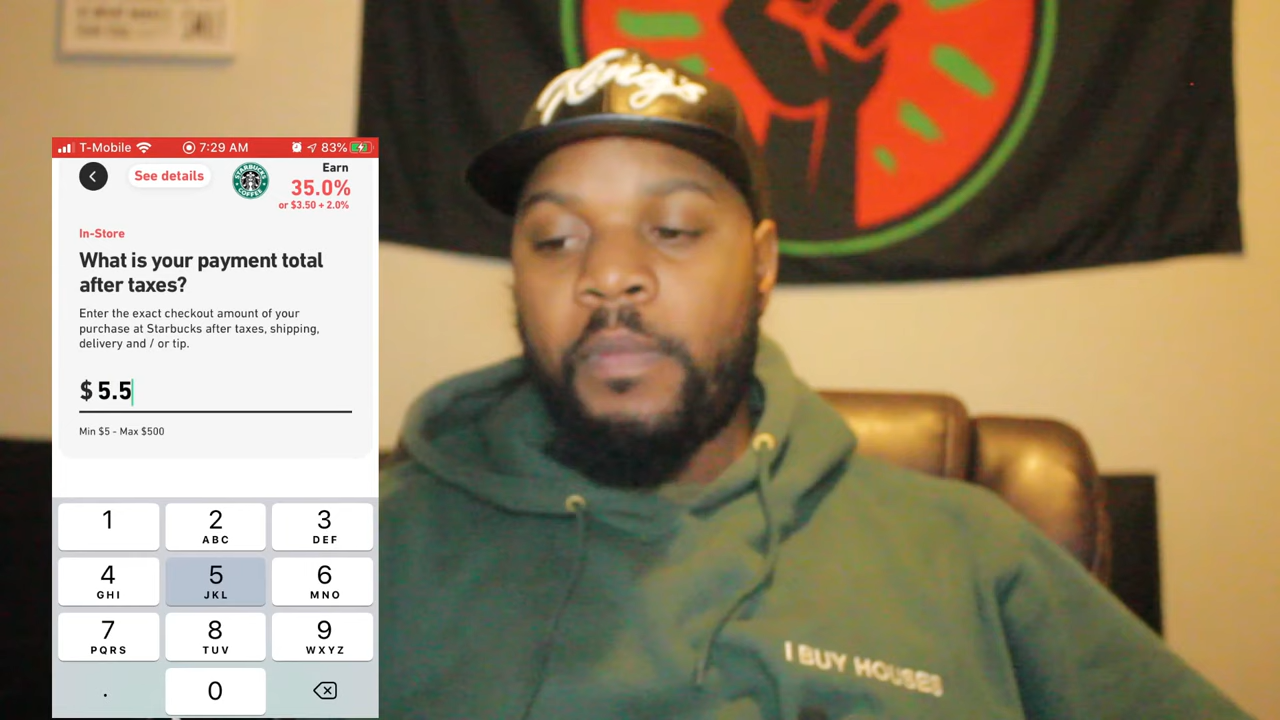 T-Mobile
7:29 AM
83%
See details
STARBUCKS
COFFEE
Earn
35.0%
or $3.50 + 2.0%
In-Store
What is your payment total
after taxes?
Enter the exact checkout amount of your
purchase at Starbucks after taxes, shipping,
delivery and / or tip.
$ 5.5
Min $5 - Max $500
1
2
ABC
3
DEF
4
GHI
5
JKL
6
MNO
7
PQRS
8
TUV
9
WXYZ
.
0
Kings
I BUY HOUSES